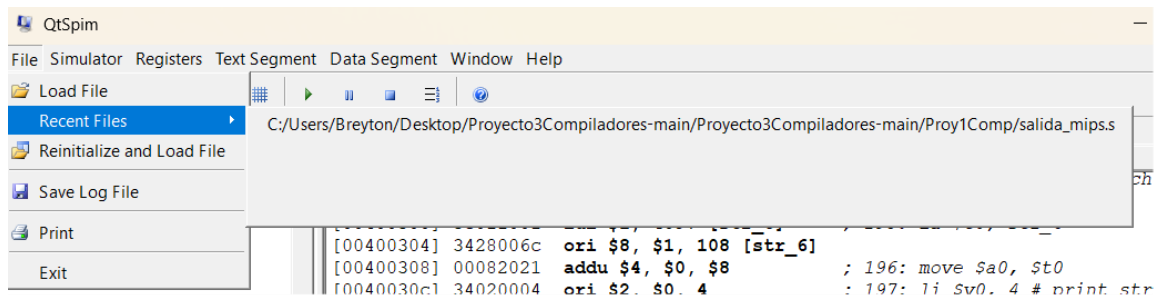 QtSpim
File Simulator Registers Text Segment Data Segment Window Help
Load File
Recent Files
C:/Users/Breyton/Desktop/Proyecto3Compiladores-main/Proyecto3Compiladores-main/Proy1Comp/salida_mips.s
Reinitialize and Load File
Save Log File
Print
[00400304] 3428006c ori $8, $1, 108 [str_6]
[00400308] 00082021 addu $4, $0, $8 ; 196: move $a0, $t0
Exit
[0040030c] 34020004 ori $2, $0, 4 ; 197: li $v0, 4 # print str